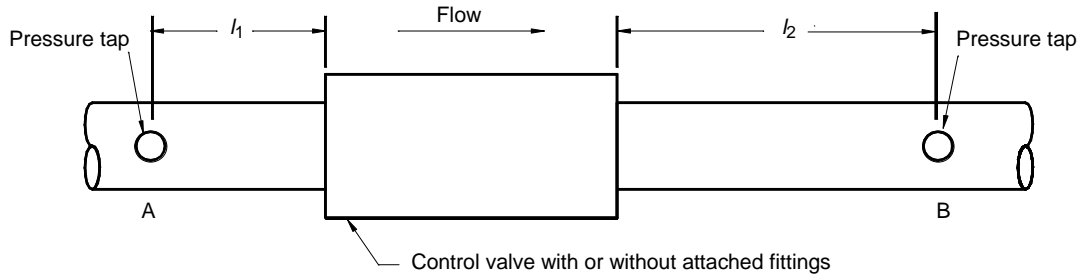 Flow
Pressure tap
l1
l2
Pressure tap
A
B
Control valve with or without attached fittings